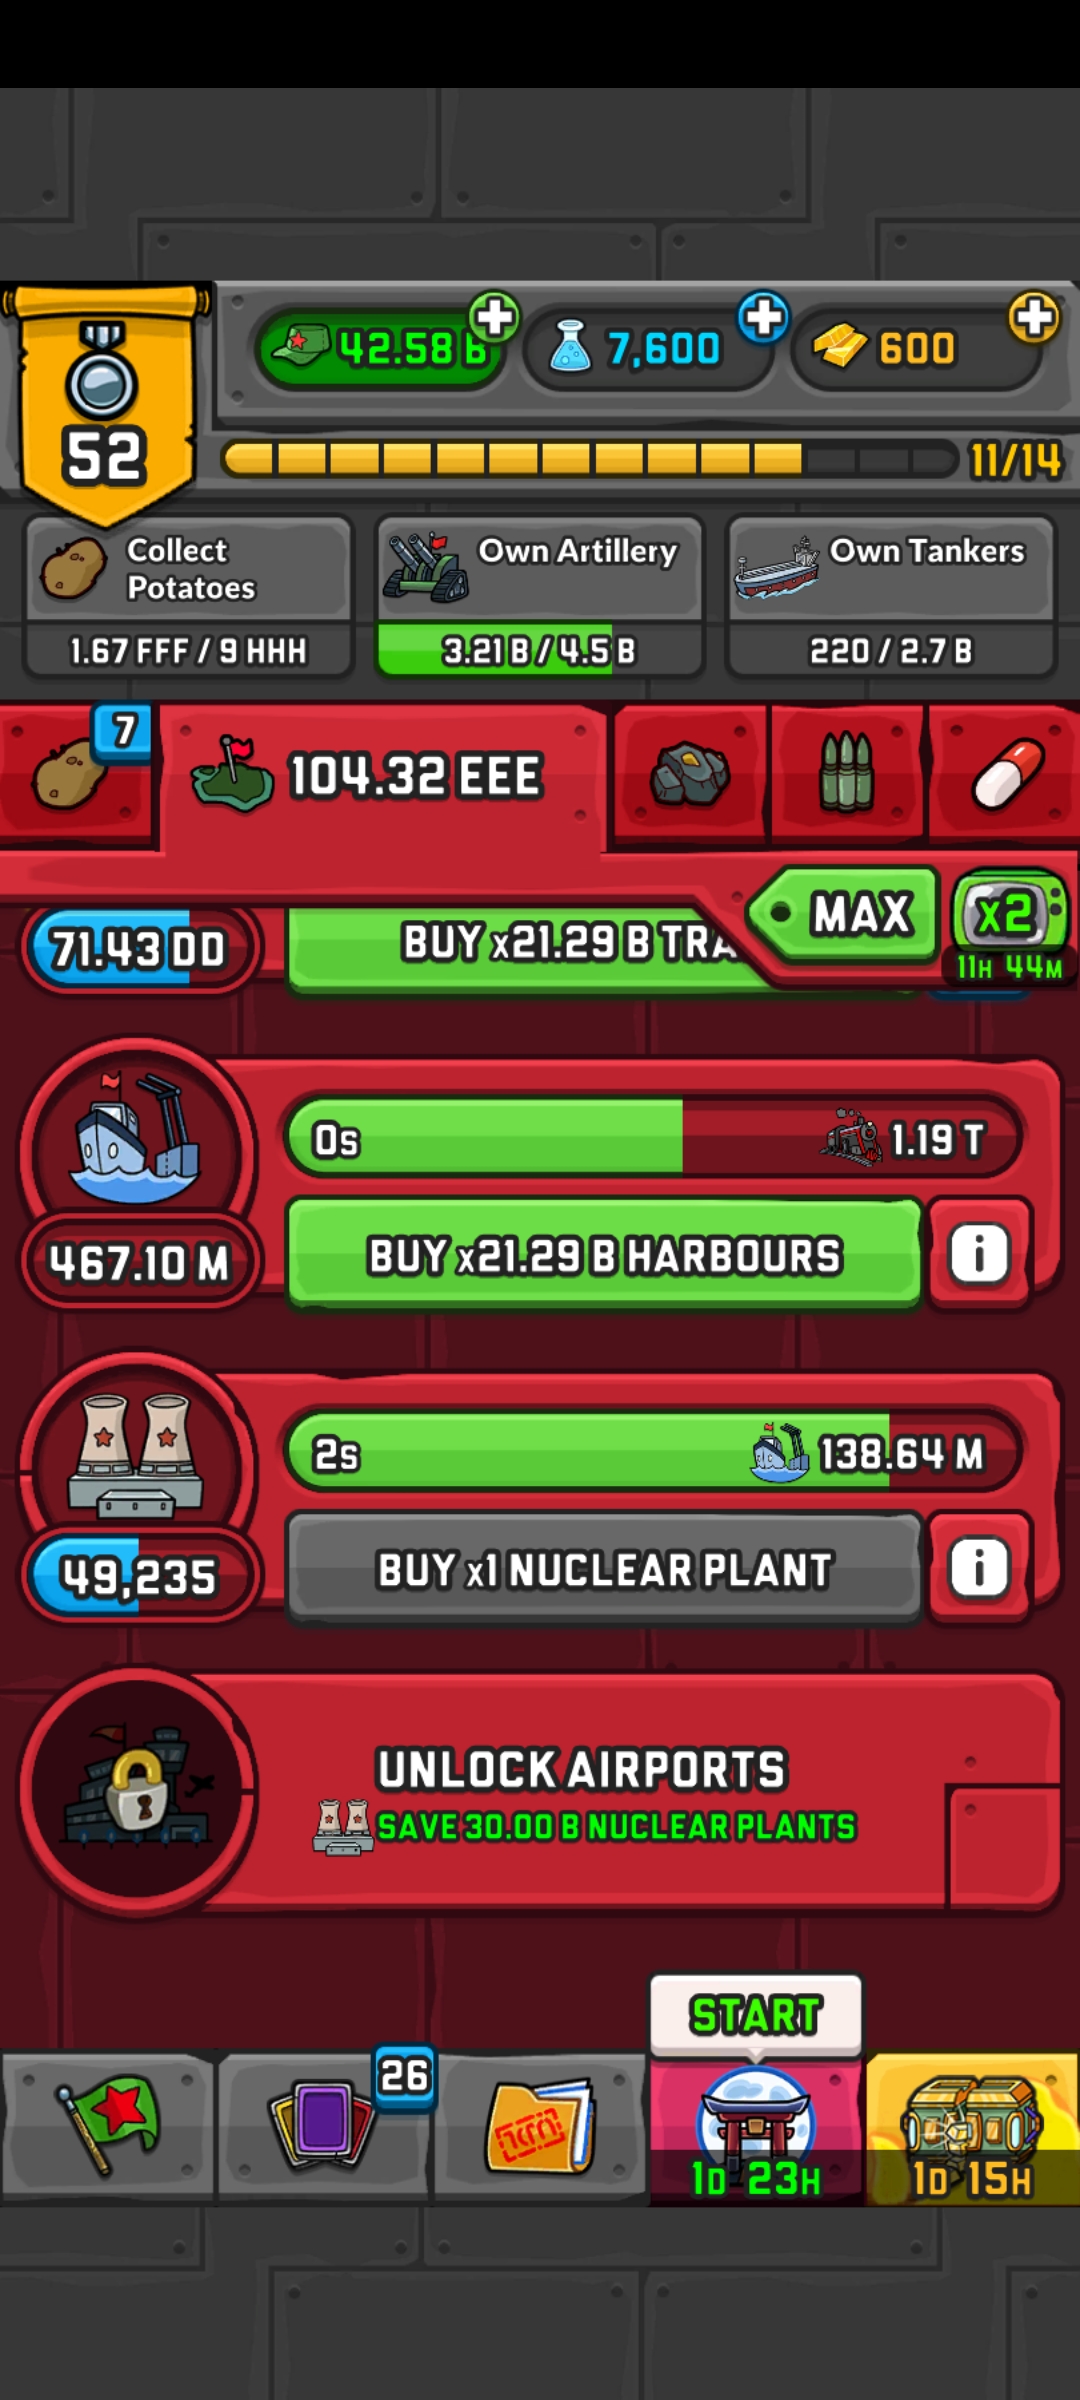 42.58 B
7,600
600
52
11/14
Collect
Potatoes
Own Artillery
Own Tankers
1.67 FFF / 9 HHH
3.21 B / 4.5 B
220 / 2.7 B
7
104.32 EEE
MAX
x2
11H 44M
71.43 DD
BUY x21.29 B TRA
0s
1.19 T
467.10 M
BUY x21.29 B HARBOURS
i
2s
138.64 M
49,235
BUY x1 NUCLEAR PLANT
i
UNLOCK AIRPORTS
SAVE 30.00 B NUCLEAR PLANTS
START
26
1D 23H
1D 15H